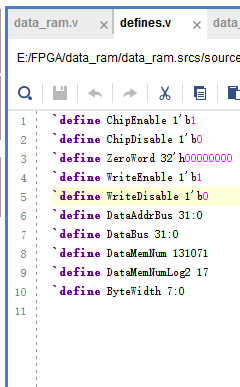 data_ram.v
defines.v
E:/FPGA/data_ram/data_ram.srcs/source
1 `define ChipEnable 1'b1
2 `define ChipDisable 1'b0
3 `define ZeroWord 32'h00000000
4 `define WriteEnable 1'b1
5 `define WriteDisable 1'b0
6 `define DataAddrBus 31:0
7 `define DataBus 31:0
8 `define DataMemNum 131071
9 `define DataMemNumLog2 17
10 `define ByteWidth 7:0
11